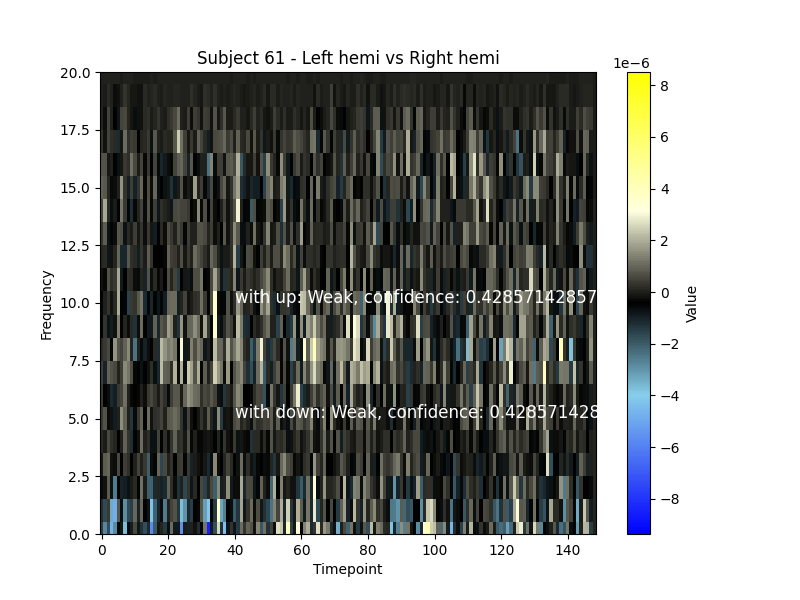 Subject 61 - Left hemi vs Right hemi
1e−6
20.0
17.5
15.0
12.5
10.0
7.5
5.0
2.5
0.0
Frequency
with up: Weak, confidence: 0.42857142857
with down: Weak, confidence: 0.428571428
0 20 40 60 80 100 120 140
Timepoint
8
6
4
2
0
−2
−4
−6
−8
Value